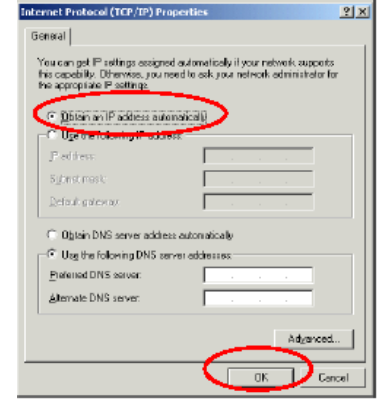 Internet Protocol (TCP/IP) Properties
General
You can get IP settings assigned automatically if your network supports
this capability. Otherwise, you need to ask your network administrator for
the appropriate IP settings.
Obtain an IP address automatically
Use the following IP address:
IP address:
Subnet mask:
Default gateway:
Obtain DNS server address automatically
Use the following DNS server addresses:
Preferred DNS server:
Alternate DNS server:
Advanced...
OK
Cancel